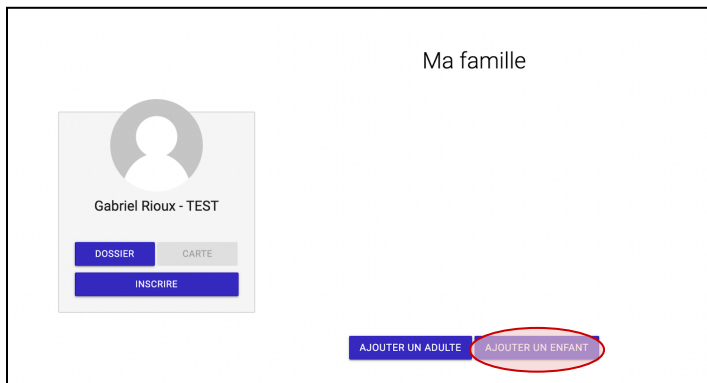 Ma famille
Gabriel Rioux - TEST
DOSSIER CARTE
INSCRIRE
AJOUTER UN ADULTE AJOUTER UN ENFANT